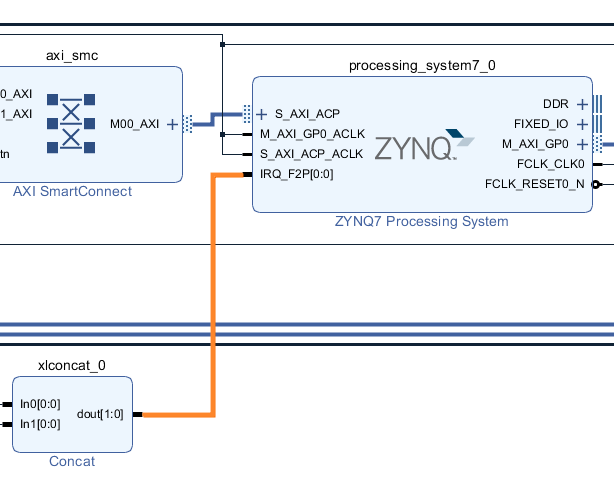 axi_smc
0_AXI
1_AXI
tn
M00_AXI
AXI SmartConnect
processing_system7_0
S_AXI_ACP
M_AXI_GP0_ACLK
S_AXI_ACP_ACLK
IRQ_F2P[0:0]
ZYNQ™
DDR
FIXED_IO
M_AXI_GP0
FCLK_CLK0
FCLK_RESET0_N
ZYNQ7 Processing System
xlconcat_0
In0[0:0]
In1[0:0]
dout[1:0]
Concat